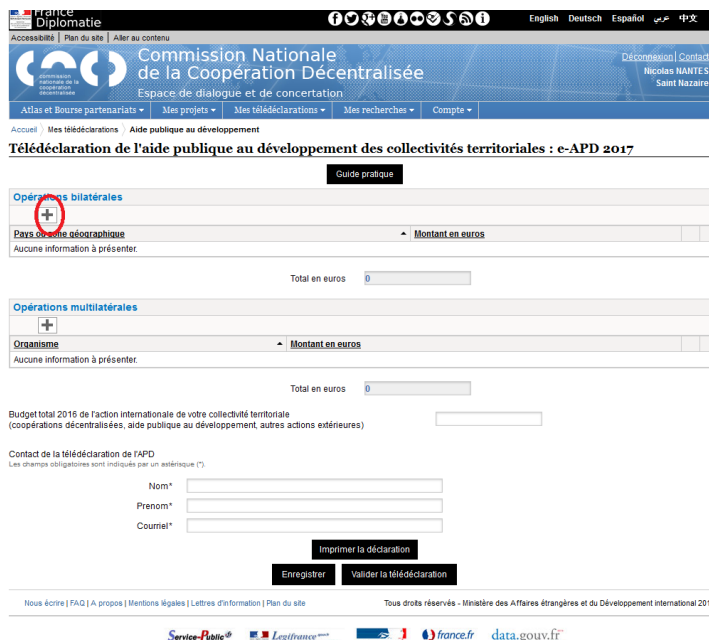 France
Diplomatie
English Deutsch Español عربي 中文
Accessibilité | Plan du site | Aller au contenu
Commission Nationale
de la Coopération Décentralisée
Espace de dialogue et de concertation
commission
nationale de la
coopération
décentralisée
Déconnexion | Contact
Nicolas NANTES
Saint Nazaire
Atlas et Bourse partenariats Mes projets Mes télédéclarations Mes recherches Compte
Accueil Mes télédéclarations Aide publique au développement
Télédéclaration de l'aide publique au développement des collectivités territoriales : e-APD 2017
Guide pratique
Opérations bilatérales
Pays ou zone géographique Montant en euros
Aucune information à présenter.
Total en euros 0
Opérations multilatérales
Organisme Montant en euros
Aucune information à présenter.
Total en euros 0
Budget total 2016 de l'action internationale de votre collectivité territoriale
(coopérations décentralisées, aide publique au développement, autres actions extérieures)
Contact de la télédéclaration de l'APD
Les champs obligatoires sont indiqués par un astérisque (*).
Nom*
Prenom*
Courriel*
Imprimer la déclaration
Enregistrer Valider la télédéclaration
Nous écrire | FAQ | A propos | Mentions légales | Lettres d'information | Plan du site Tous droits réservés - Ministère des Affaires étrangères et du Développement international 201
Service-Public.fr Legifrance france.fr data.gouv.fr